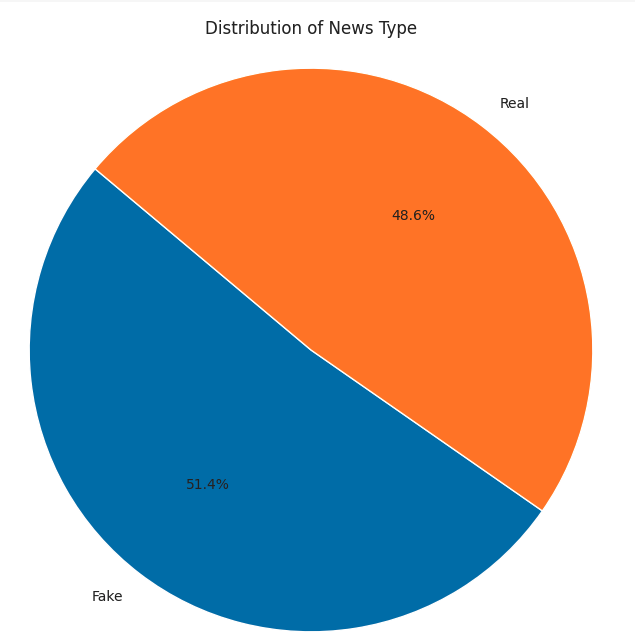 Distribution of News Type
Real
48.6%
51.4%
Fake